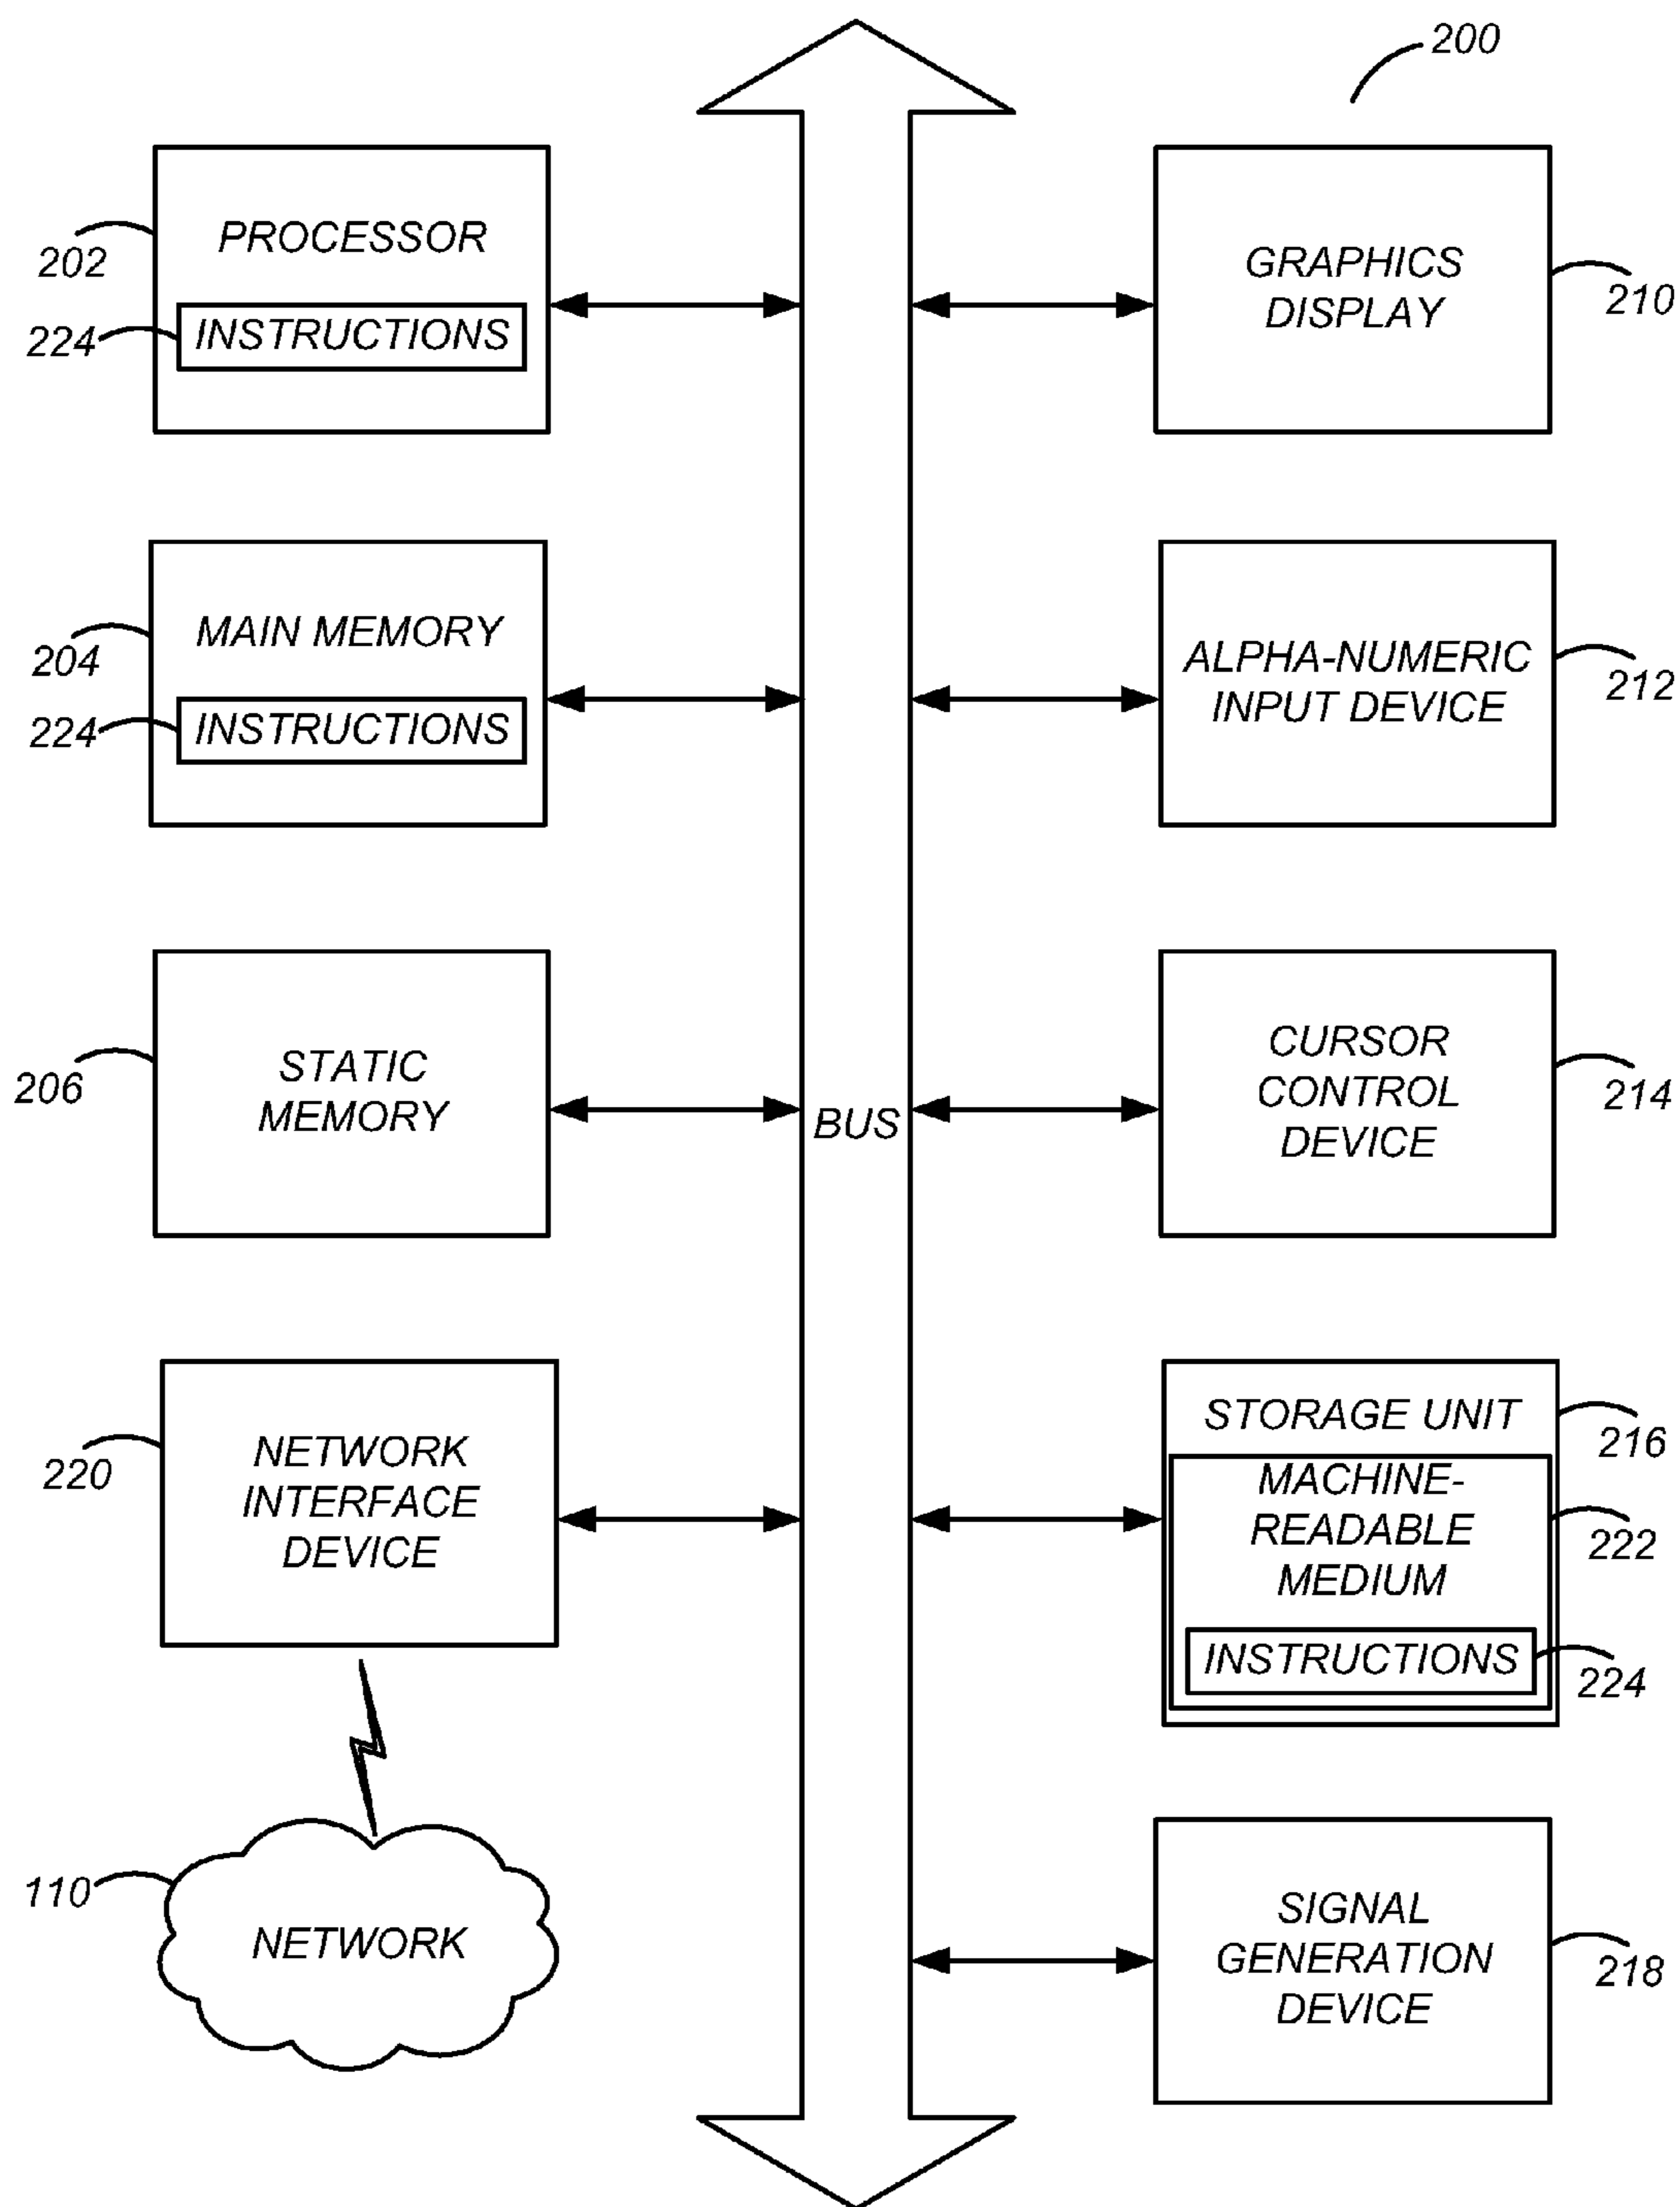 200
PROCESSOR
202
224
INSTRUCTIONS
GRAPHICS
DISPLAY
210
MAIN MEMORY
204
224
INSTRUCTIONS
ALPHA-NUMERIC
INPUT DEVICE
212
STATIC
MEMORY
206
BUS
CURSOR
CONTROL
DEVICE
214
NETWORK
INTERFACE
DEVICE
220
STORAGE UNIT
216
MACHINE-
READABLE
MEDIUM
222
INSTRUCTIONS
224
110
NETWORK
SIGNAL
GENERATION
DEVICE
218